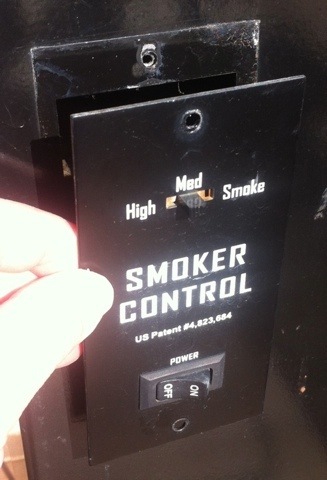 Med
High Smoke
SMOKER
CONTROL
US Patent #4,823,684
POWER
OFF ON